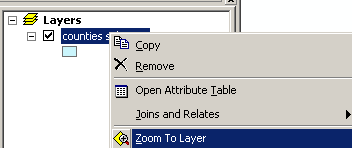 Layers
counties
Copy
Remove
Open Attribute Table
Joins and Relates
Zoom To Layer